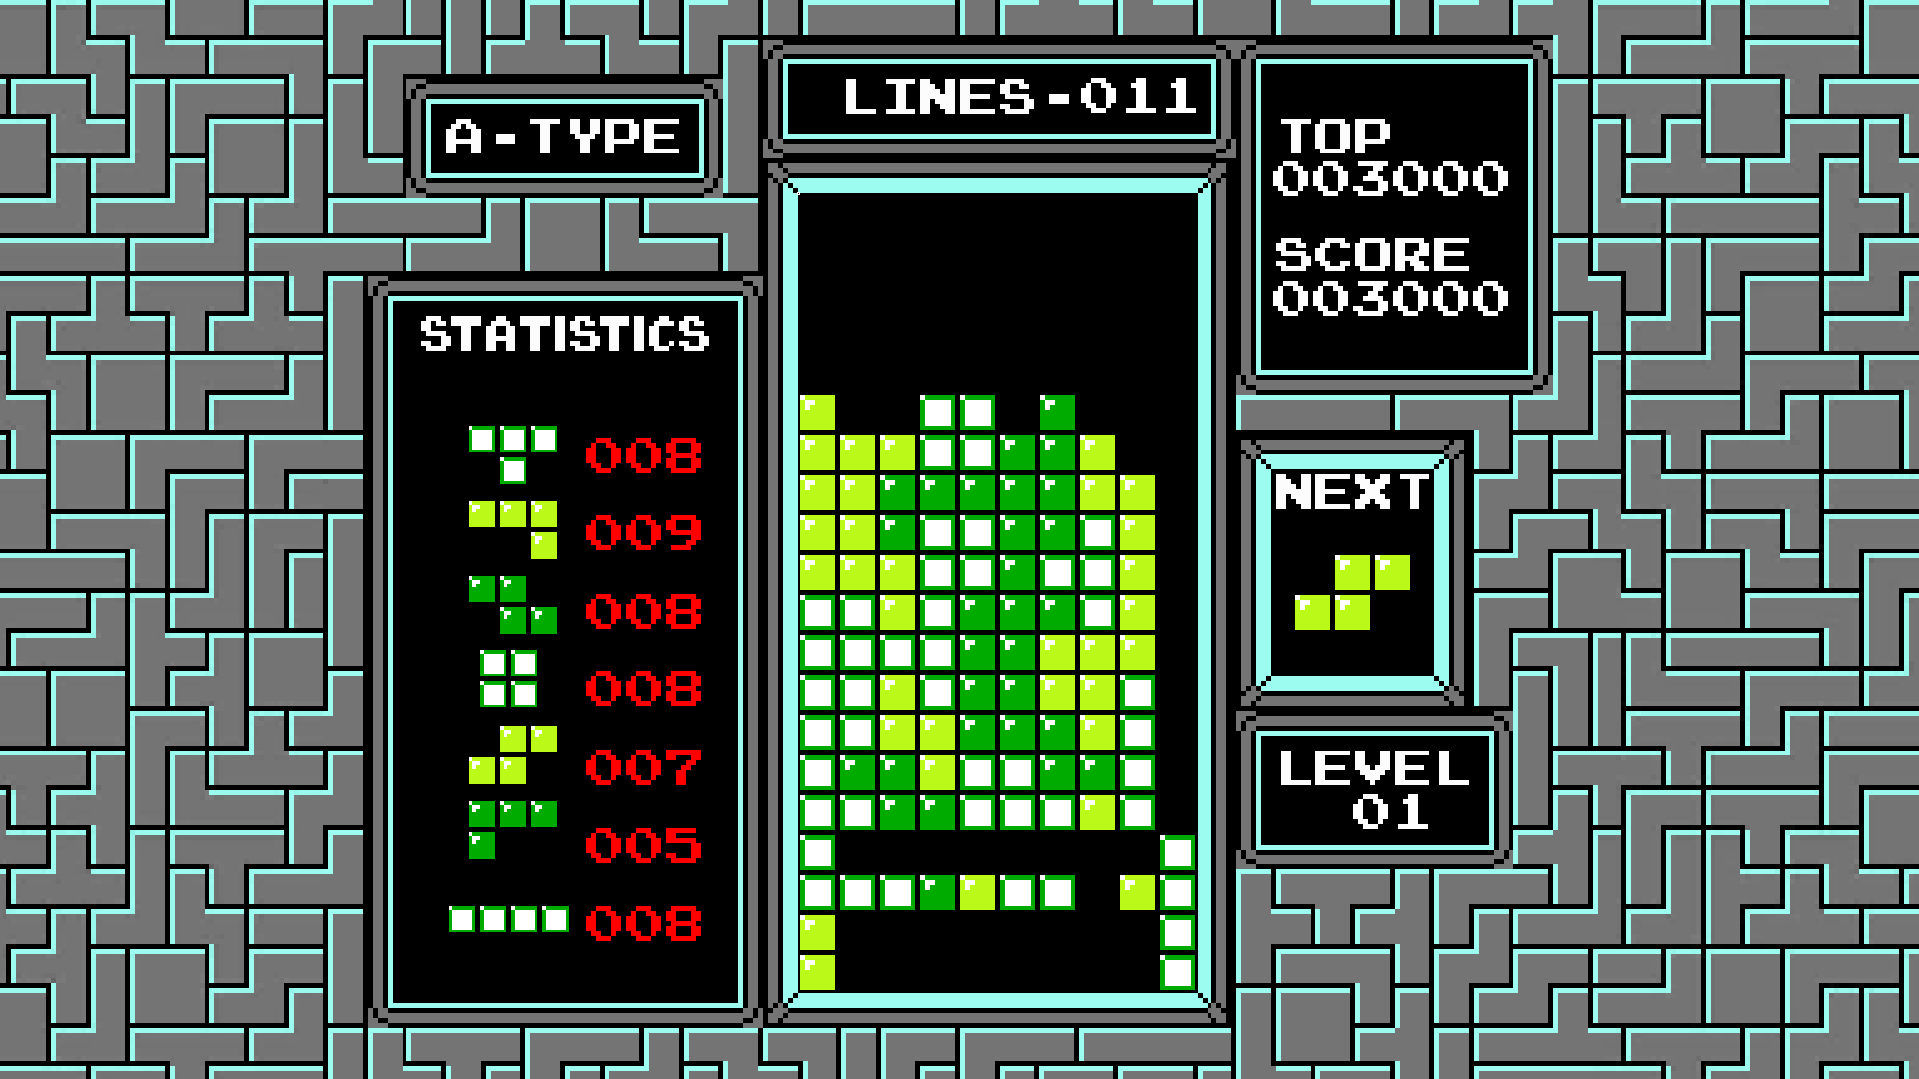 LINES-011
A-TYPE
TOP
003000
SCORE
003000
STATISTICS
008
009
008
008
007
005
008
NEXT
LEVEL
01